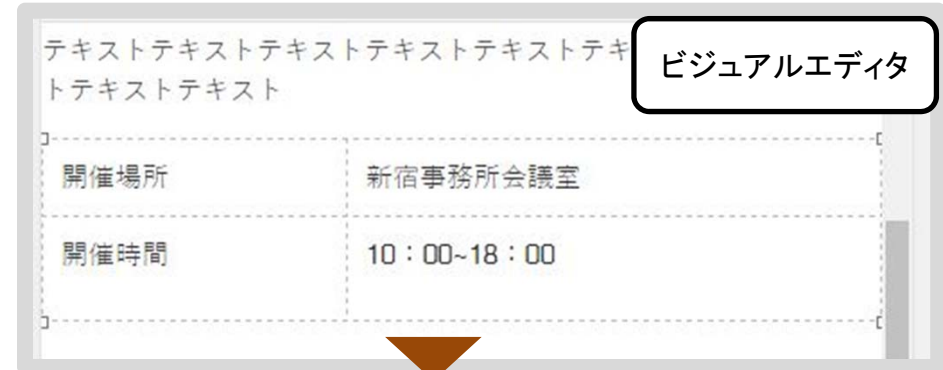 テキストテキストテキストテキストテキストテキ
トテキストテキスト
ビジュアルエディタ
開催場所 新宿事務所会議室
開催時間 10：00~18：00